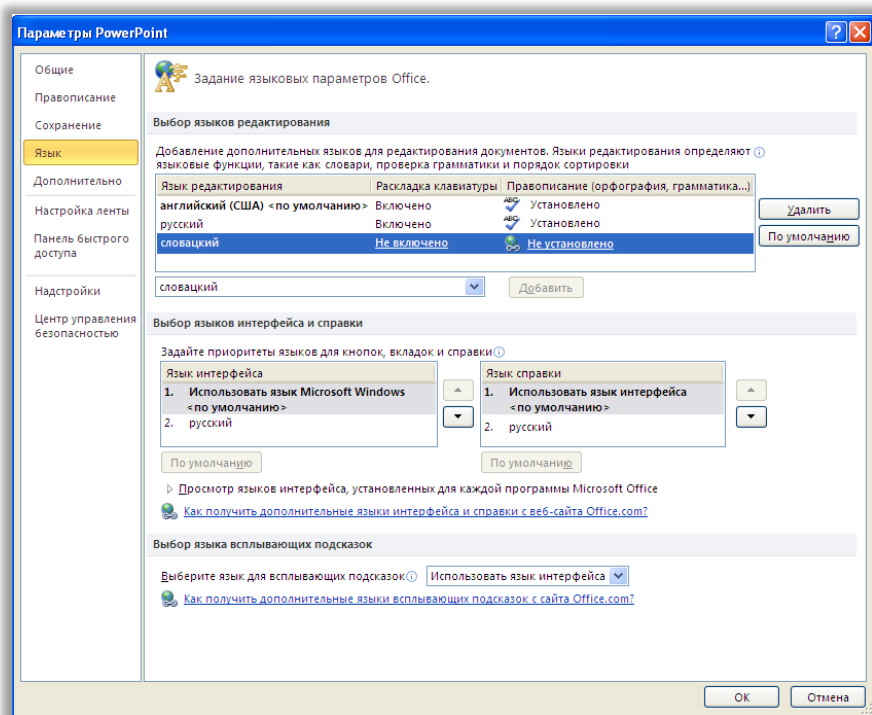 Параметры PowerPoint
Общие
Правописание
Сохранение
Язык
Дополнительно
Настройка ленты
Панель быстрого
доступа
Надстройки
Центр управления
безопасностью
Задание языковых параметров Office.
Выбор языков редактирования
Добавление дополнительных языков для редактирования документов. Языки редактирования определяют
языковые функции, такие как словари, проверка грамматики и порядок сортировки
Язык редактирования Раскладка клавиатуры Правописание (орфография, грамматика...)
английский (США) <по умолчанию> Включено Установлено
русский Включено Установлено
словацкий Не включено Не установлено
Удалить
По умолчанию
словацкий Добавить
Выбор языков интерфейса и справки
Задайте приоритеты языков для кнопок, вкладок и справки
Язык интерфейса
1. Использовать язык Microsoft Windows
<по умолчанию>
2. русский
По умолчанию
Язык справки
1. Использовать язык интерфейса
<по умолчанию>
2. русский
По умолчанию
Просмотр языков интерфейса, установленных для каждой программы Microsoft Office
Как получить дополнительные языки интерфейса и справки с веб-сайта Office.com?
Выбор языка всплывающих подсказок
Выберите язык для всплывающих подсказок Использовать язык интерфейса
Как получить дополнительные языки всплывающих подсказок с сайта Office.com?
ОК Отмена